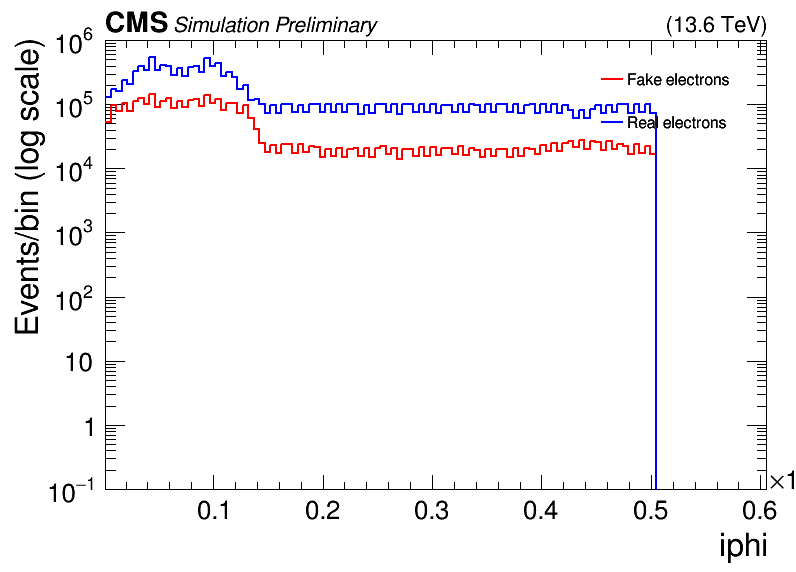 CMS Simulation Preliminary (13.6 TeV)
Events/bin (log scale)
10⁶
10⁵
10⁴
10³
10²
10
1
10⁻¹
Fake electrons
Real electrons
0.1 0.2 0.3 0.4 0.5 0.6
×1
iphi